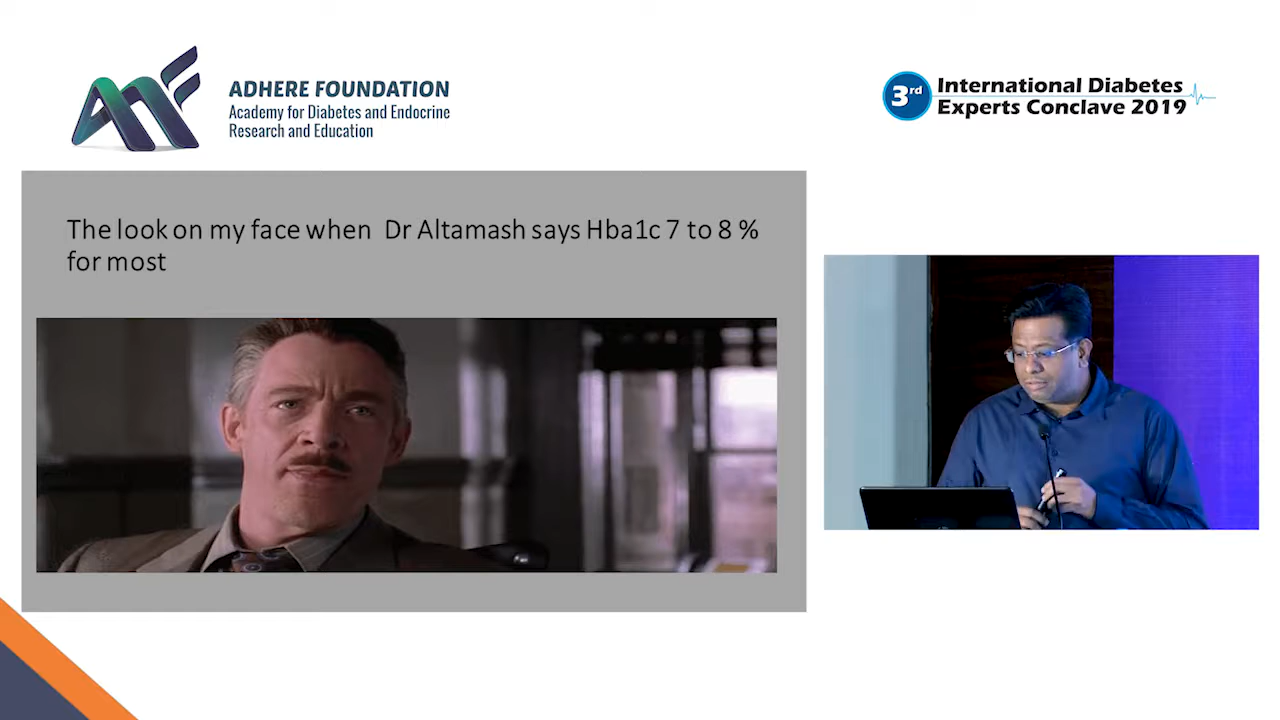 ADHERE FOUNDATION
Academy for Diabetes and Endocrine
Research and Education
3rd
International Diabetes
Experts Conclave 2019
The look on my face when  Dr Altamash says Hba1c 7 to 8 %
for most